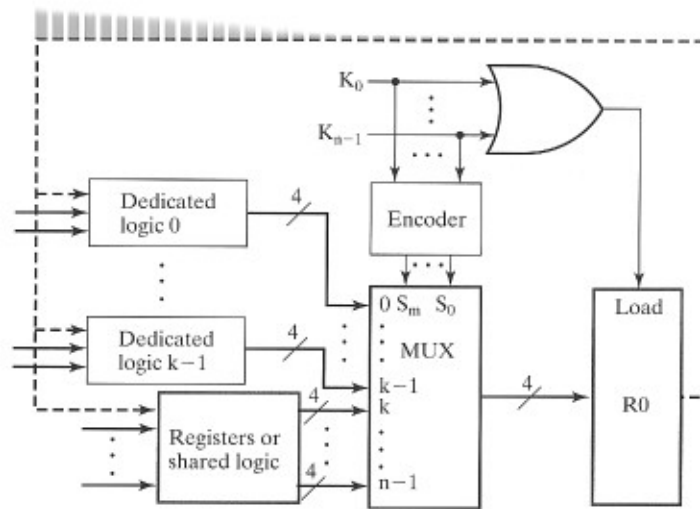 K0
Kn−1
Dedicated
logic 0
4
Encoder
0 Sm S0
Load
Dedicated
logic k−1
4
MUX
k−1
4
R0
4
k
Registers or
shared logic
4
n−1